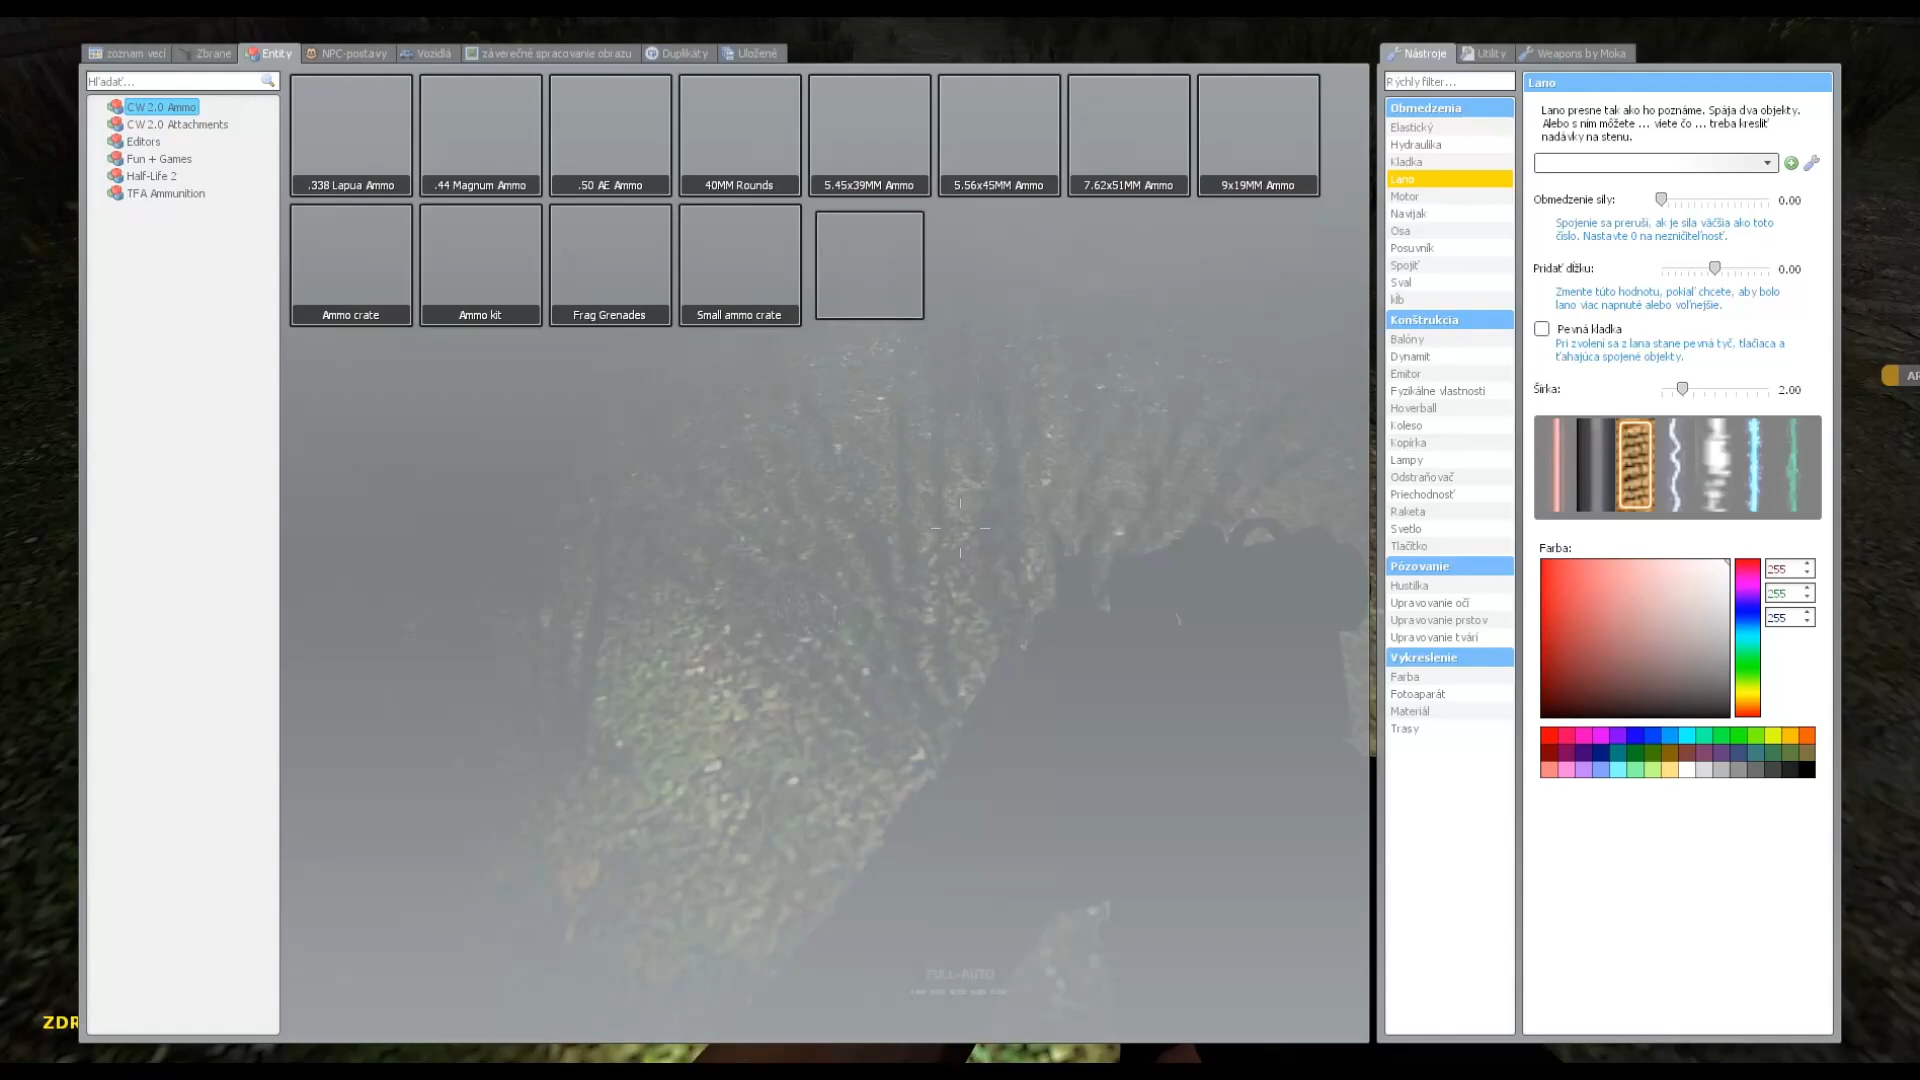 zoznam vecí
Zbrane
Entity
NPC-postavy
Vozidlá
záverečné spracovanie obrazu
Duplikáty
Uložené
Hľadať...
CW 2.0 Ammo
CW 2.0 Attachments
Editors
Fun + Games
Half-Life 2
TFA Ammunition
.338 Lapua Ammo
.44 Magnum Ammo
.50 AE Ammo
40MM Rounds
5.45x39MM Ammo
5.56x45MM Ammo
7.62x51MM Ammo
9x19MM Ammo
Ammo crate
Ammo kit
Frag Grenades
Small ammo crate
FULL-AUTO
ZDR
Nástroje
Utility
Weapons by Moka
Rýchly filter...
Obmedzenia
Elastický
Hydraulika
Kladka
Lano
Motor
Navijak
Osa
Posuvník
Spojiť
Sval
kĺb
Konštrukcia
Balóny
Dynamit
Emitor
Fyzikálne vlastnosti
Hoverball
Koleso
Kopírka
Lampy
Odstraňovač
Priechodnosť
Raketa
Svetlo
Tlačítko
Pózovanie
Hustilka
Upravovanie očí
Upravovanie prstov
Upravovanie tvárí
Vykreslenie
Farba
Fotoaparát
Materiál
Trasy
Lano
Lano presne tak ako ho poznáme. Spája dva objekty.
Alebo s ním môžete ... viete čo ... treba kresliť
nadávky na stenu.
Obmedzenie sily:
0.00
Spojenie sa preruší, ak je sila väčšia ako toto
číslo. Nastavte 0 na nezničiteľnosť.
Pridať dĺžku:
0.00
Zmente túto hodnotu, pokiaľ chcete, aby bolo
lano viac napnuté alebo voľnejšie.
Pevná kladka
Pri zvolení sa z lana stane pevná tyč, tlačiaca a
ťahajúca spojené objekty.
Šírka:
2.00
Farba:
255
255
255
AR